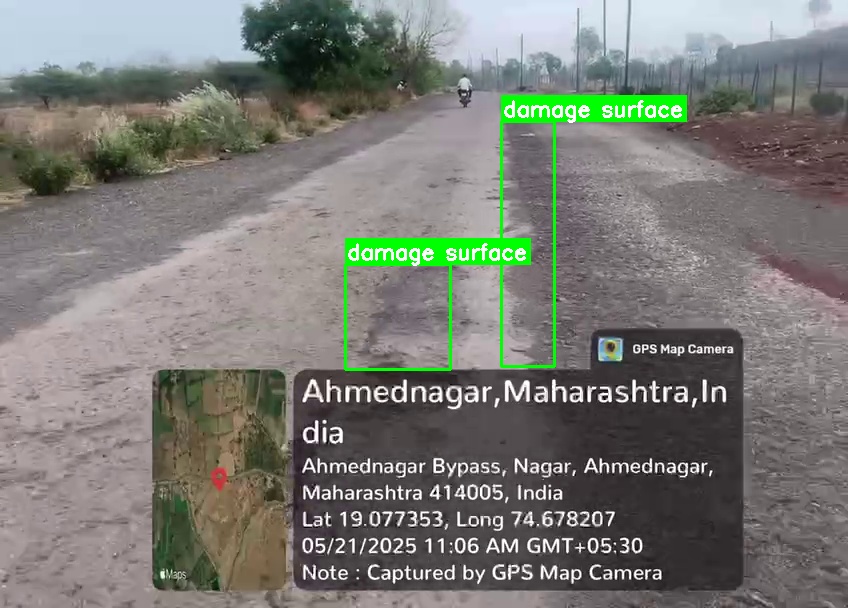 damage surface
damage surface
GPS Map Camera
Ahmednagar,Maharashtra,In
dia
Ahmednagar Bypass, Nagar, Ahmednagar,
Maharashtra 414005, India
Lat 19.077353, Long 74.678207
05/21/2025 11:06 AM GMT+05:30
Note : Captured by GPS Map Camera
Maps